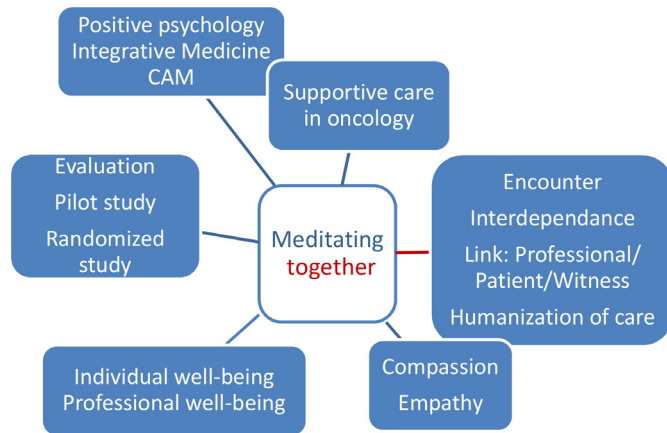 Positive psychology
Integrative Medicine
CAM
Supportive care
in oncology
Evaluation
Pilot study
Randomized
study
Meditating
together
Encounter
Interdependance
Link: Professional/
Patient/Witness
Humanization of care
Individual well-being
Professional well-being
Compassion
Empathy